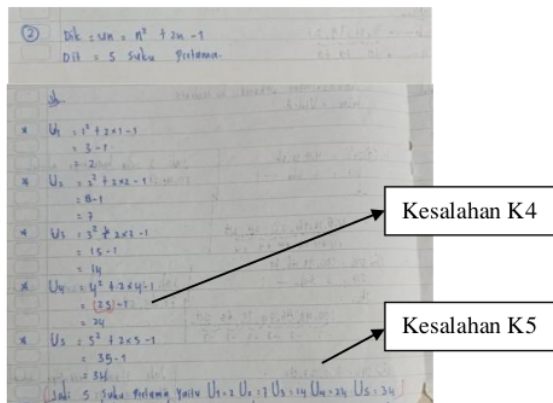 ② Dik = Un = n² + 2n - 1
Dit = 5 suku pertama.
Jb.
* U₁ = 1² + 2×1-1
= 3-1
= 2
* U₂ = 2² + 2×2-1
= 8-1
= 7
* U₃ = 3² + 2×3-1
= 15-1
= 14
* U₄ = 4² + 2×4-1
= (25)-1
= 24
* U₅ = 5² + 2×5-1
= 35-1
= 34
Jadi 5 suku pertama yaitu U₁=2 U₂=7 U₃=14 U₄=24 U₅=34
Kesalahan K4
Kesalahan K5